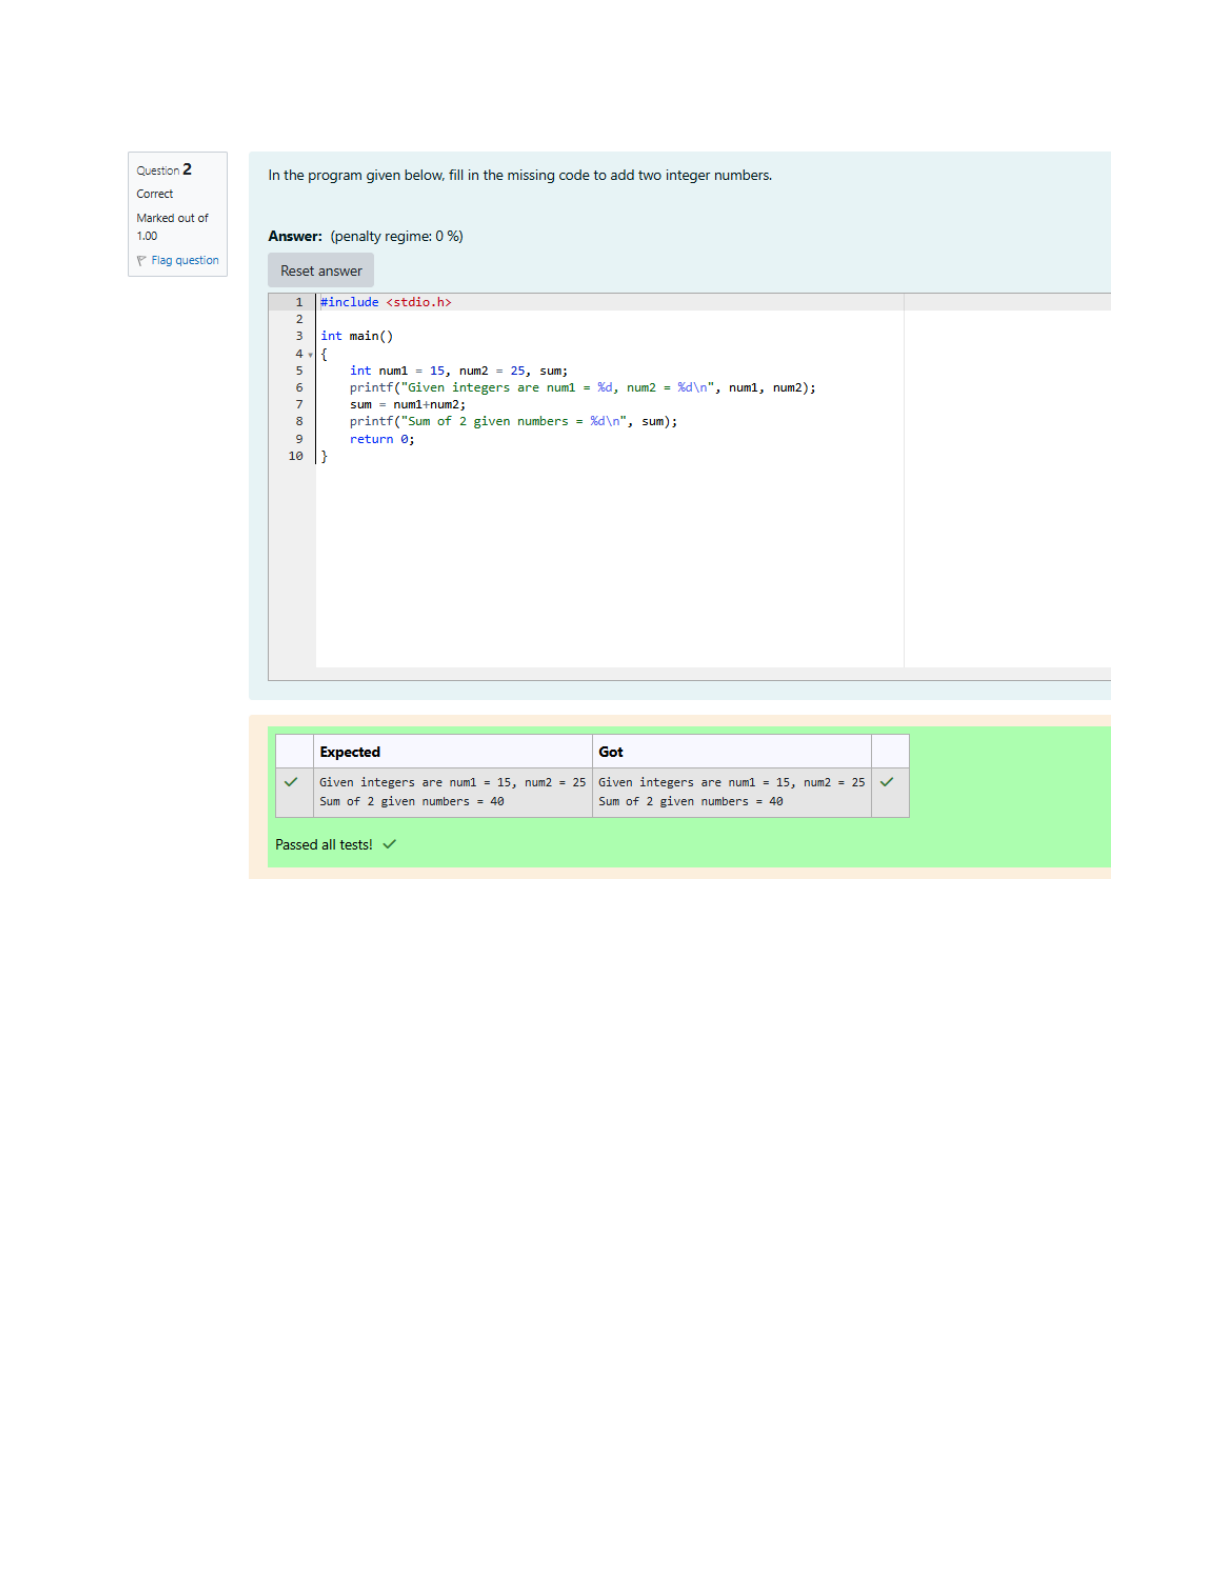 Question 2
Correct
Marked out of
1.00
Flag question
In the program given below, fill in the missing code to add two integer numbers.
Answer: (penalty regime: 0 %)
Reset answer
1 #include <stdio.h>
2
3 int main()
4 {
5     int num1 = 15, num2 = 25, sum;
6     printf("Given integers are num1 = %d, num2 = %d\n", num1, num2);
7     sum = num1+num2;
8     printf("Sum of 2 given numbers = %d\n", sum);
9     return 0;
10 }
Expected Got
Given integers are num1 = 15, num2 = 25 Given integers are num1 = 15, num2 = 25
Sum of 2 given numbers = 40 Sum of 2 given numbers = 40
Passed all tests!